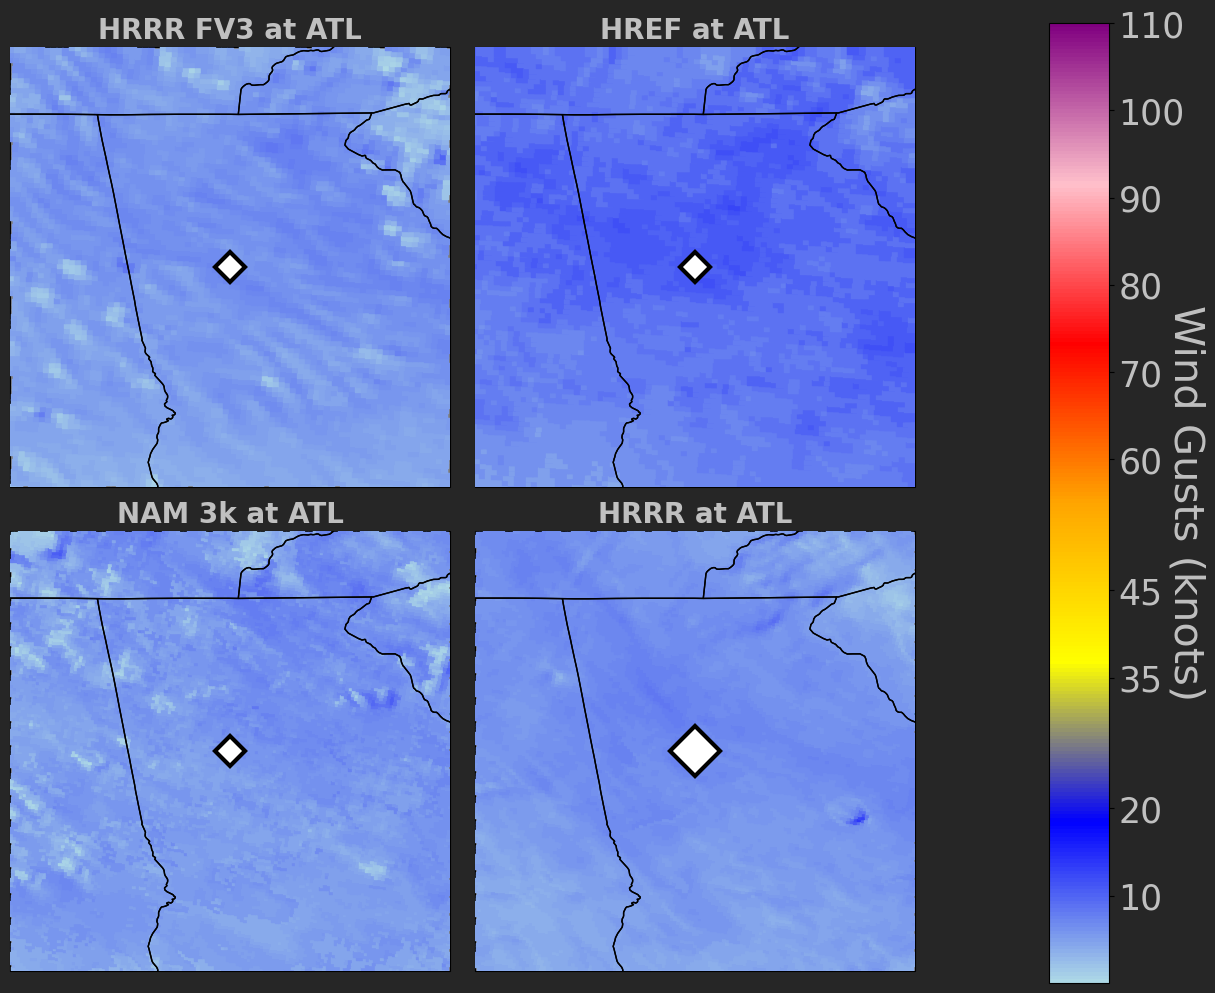 HRRR FV3 at ATL
HREF at ATL
NAM 3k at ATL
HRRR at ATL
110
100
90
80
70
60
45
35
20
10
Wind Gusts (knots)